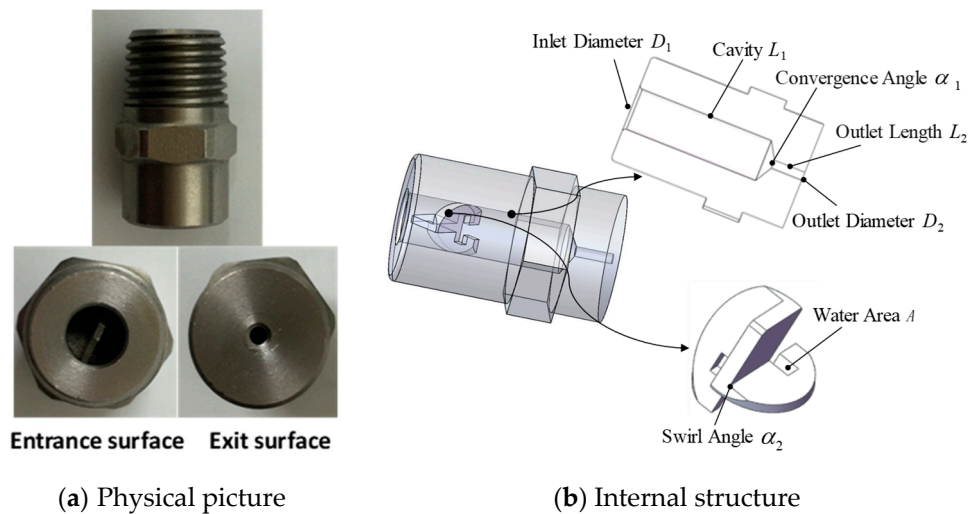 Inlet Diameter D₁
Cavity L₁
Convergence Angle α₁
Outlet Length L₂
Outlet Diameter D₂
Water Area A
Swirl Angle α₂
Entrance surface Exit surface
(a) Physical picture
(b) Internal structure